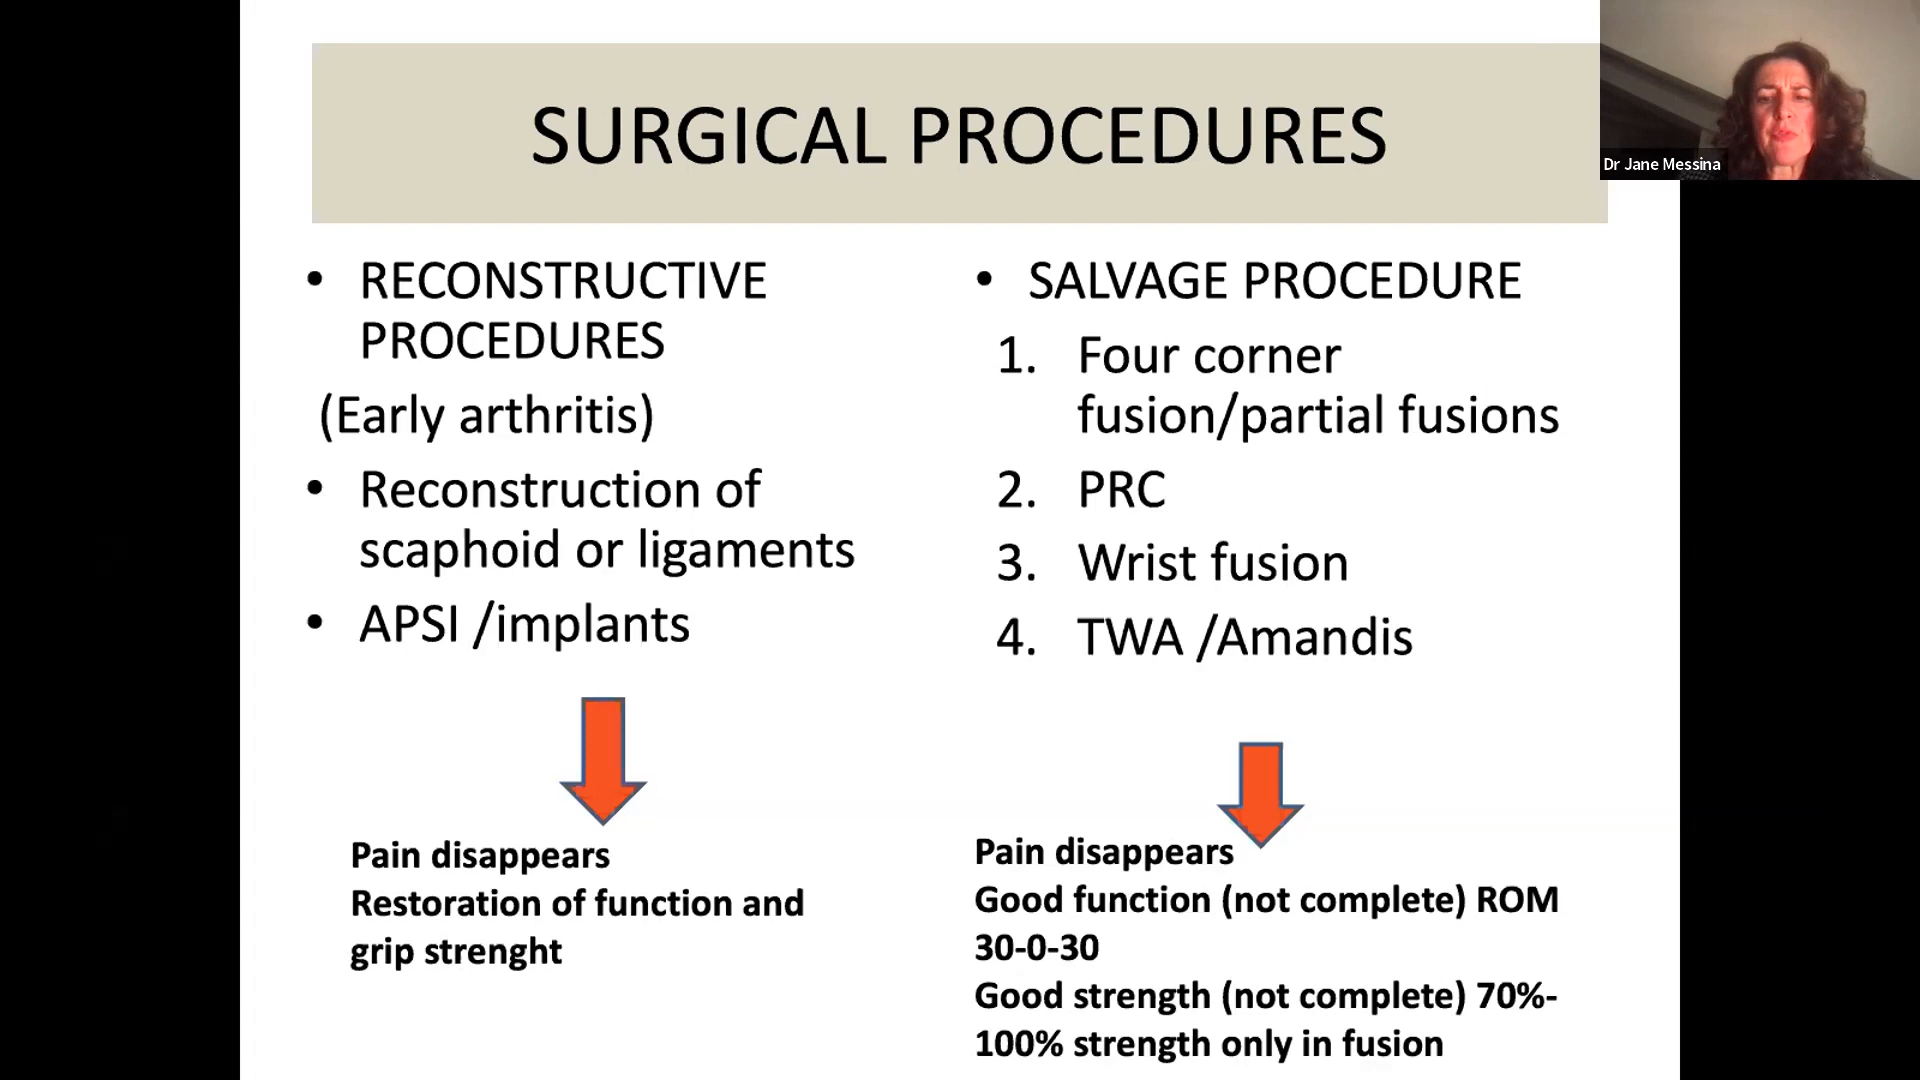 SURGICAL PROCEDURES
Dr Jane Messina
• RECONSTRUCTIVE
PROCEDURES
(Early arthritis)
• Reconstruction of
scaphoid or ligaments
• APSI /implants
Pain disappears
Restoration of function and
grip strenght
• SALVAGE PROCEDURE
1. Four corner
fusion/partial fusions
2. PRC
3. Wrist fusion
4. TWA /Amandis
Pain disappears
Good function (not complete) ROM
30-0-30
Good strength (not complete) 70%-
100% strength only in fusion